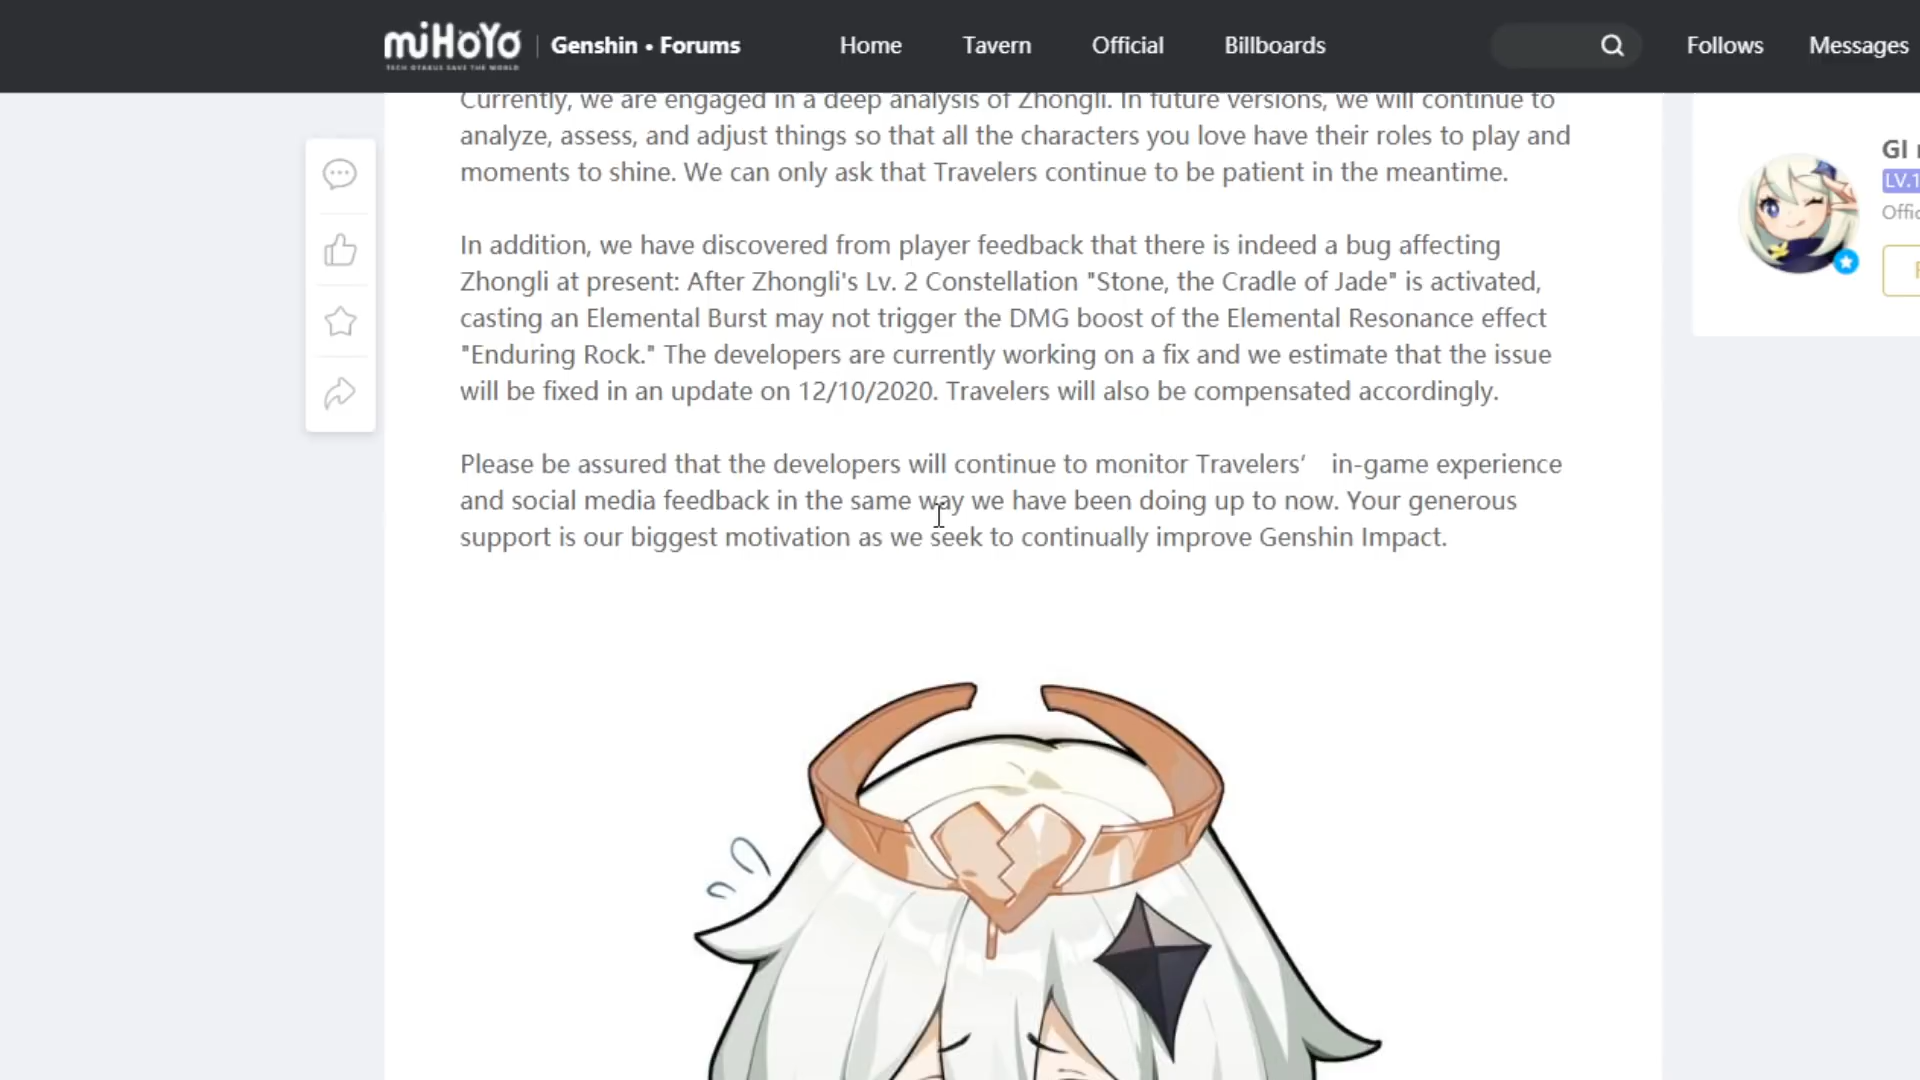 miHoYo
TECH OTAKUS SAVE THE WORLD
Genshin • Forums
Home
Tavern
Official
Billboards
Follows
Messages
Currently, we are engaged in a deep analysis of Zhongli. In future versions, we will continue to
analyze, assess, and adjust things so that all the characters you love have their roles to play and
moments to shine. We can only ask that Travelers continue to be patient in the meantime.
In addition, we have discovered from player feedback that there is indeed a bug affecting
Zhongli at present: After Zhongli's Lv. 2 Constellation "Stone, the Cradle of Jade" is activated,
casting an Elemental Burst may not trigger the DMG boost of the Elemental Resonance effect
"Enduring Rock." The developers are currently working on a fix and we estimate that the issue
will be fixed in an update on 12/10/2020. Travelers will also be compensated accordingly.
Please be assured that the developers will continue to monitor Travelers’ in-game experience
and social media feedback in the same way we have been doing up to now. Your generous
support is our biggest motivation as we seek to continually improve Genshin Impact.
GI
LV.1